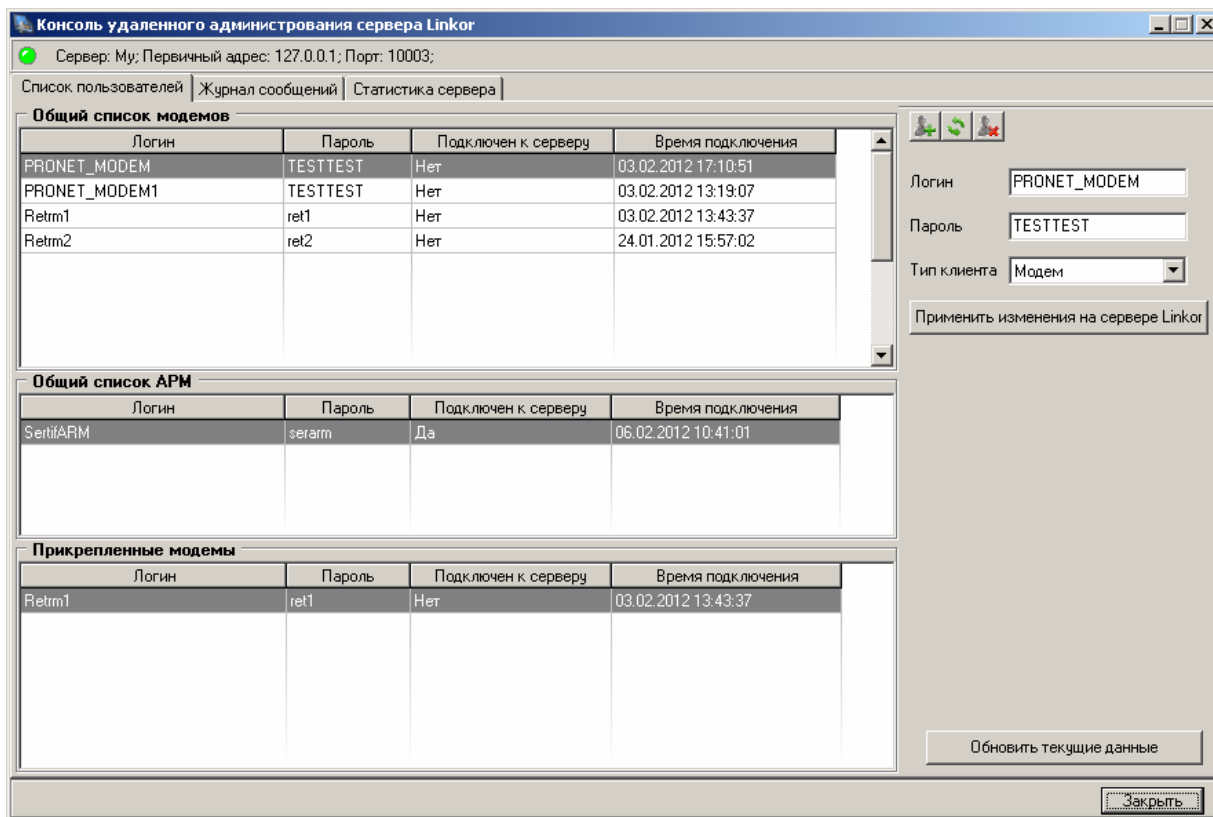 Консоль удаленного администрования сервера Linkor
Сервер: My; Первичный адрес: 127.0.0.1; Порт: 10003;
Список пользователей Журнал сообщений Статистика сервера
Общий список модемов
Логин Пароль Подключен к серверу Время подключения
PRONET_MODEM TESTTEST Нет 03.02.2012 17:10:51
PRONET_MODEM1 TESTTEST Нет 03.02.2012 13:19:07
Retrm1 ret1 Нет 03.02.2012 13:43:37
Retrm2 ret2 Нет 24.01.2012 15:57:02
Общий список АРМ
Логин Пароль Подключен к серверу Время подключения
SertifARM serarm Да 06.02.2012 10:41:01
Прикрепленные модемы
Логин Пароль Подключен к серверу Время подключения
Retrm1 ret1 Нет 03.02.2012 13:43:37
Логин PRONET_MODEM
Пароль TESTTEST
Тип клиента Модем
Применить изменения на сервере Linkor
Обновить текущие данные
Закрыть